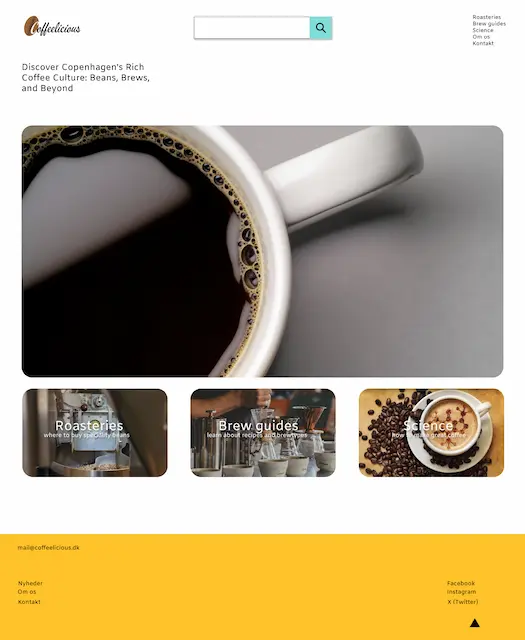 Coffeelicious
Roasteries
Brew guides
Science
Om os
Kontakt
Discover Copenhagen's Rich
Coffee Culture: Beans, Brews,
and Beyond
Roasteries
where to buy speciality beans
Brew guides
learn about recipes and brewtypes
Science
how to make great coffee
mail@coffeelicious.dk
Nyheder
Om os
Kontakt
Facebook
Instagram
X (Twitter)